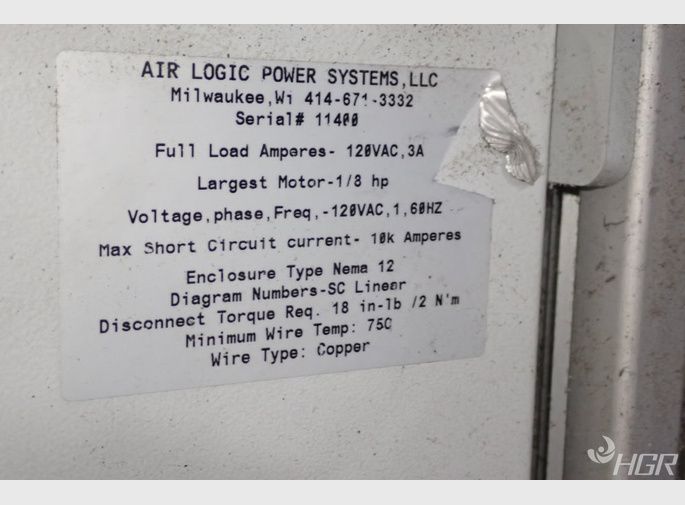 AIR LOGIC POWER SYSTEMS,LLC
Milwaukee,Wi 414-671-3332
Serial# 11400
Full Load Amperes- 120VAC,3A
Largest Motor-1/8 hp
Voltage,phase,Freq,-120VAC,1,60HZ
Max Short Circuit current- 10k Amperes
Enclosure Type Nema 12
Diagram Numbers-SC Linear
Disconnect Torque Req. 18 in-lb /2 N'm
Minimum Wire Temp: 75C
Wire Type: Copper
HGR